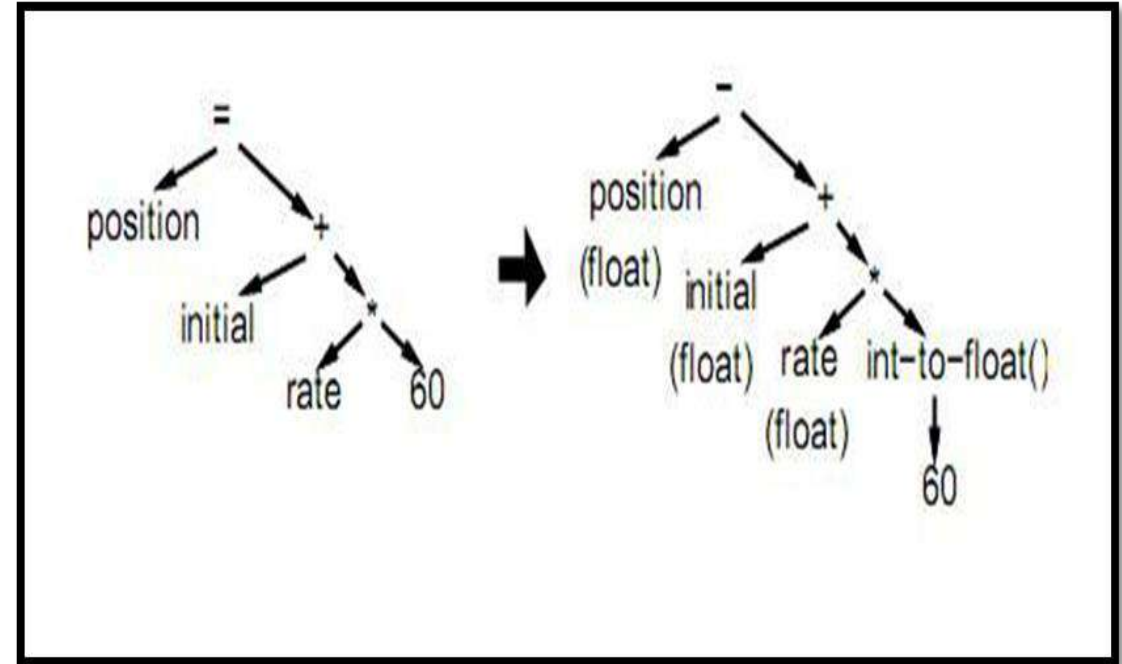 =
position
+
initial
*
rate 60
-
position
(float)
+
initial
(float)
*
rate int-to-float()
(float)
60